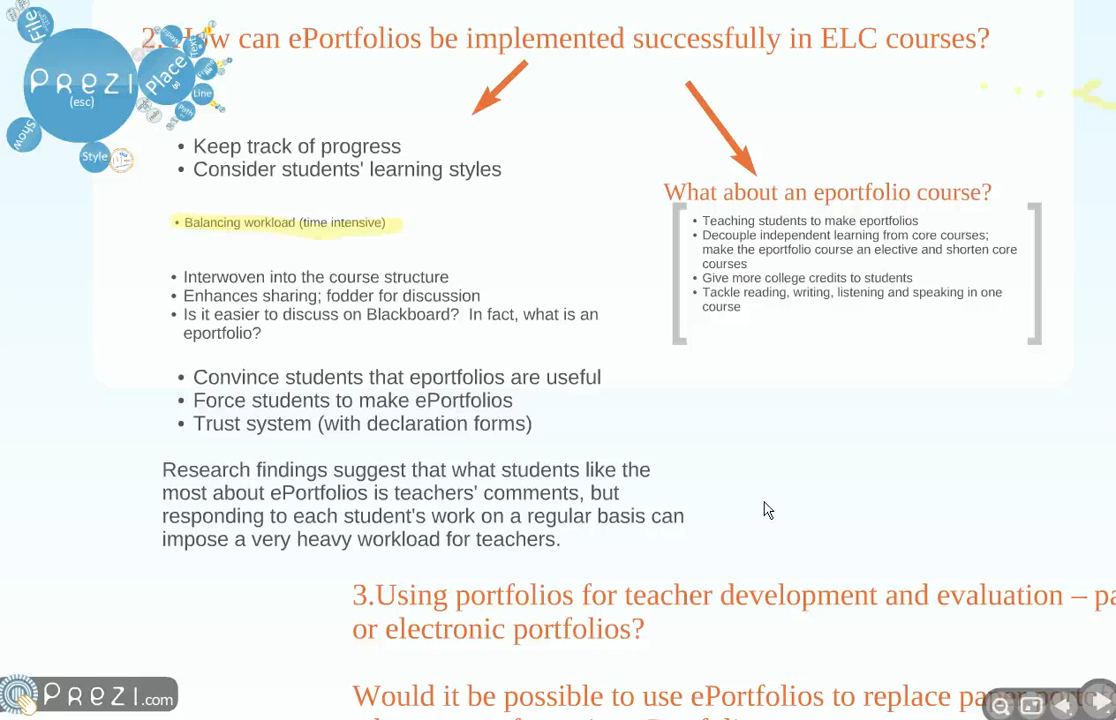 2. How can ePortfolios be implemented successfully in ELC courses?
File
PREZI
(esc)
Place
Line
Path
Show
Style
• Keep track of progress
• Consider students' learning styles
• Balancing workload (time intensive)
• Interwoven into the course structure
• Enhances sharing; fodder for discussion
• Is it easier to discuss on Blackboard?  In fact, what is an
eportfolio?
• Convince students that eportfolios are useful
• Force students to make ePortfolios
• Trust system (with declaration forms)
Research findings suggest that what students like the
most about ePortfolios is teachers' comments, but
responding to each student's work on a regular basis can
impose a very heavy workload for teachers.
What about an eportfolio course?
• Teaching students to make eportfolios
• Decouple independent learning from core courses;
make the eportfolio course an elective and shorten core
courses
• Give more college credits to students
• Tackle reading, writing, listening and speaking in one
course
3.Using portfolios for teacher development and evaluation –
or electronic portfolios?
Would it be possible to use ePortfolios to replace
PREZI.com